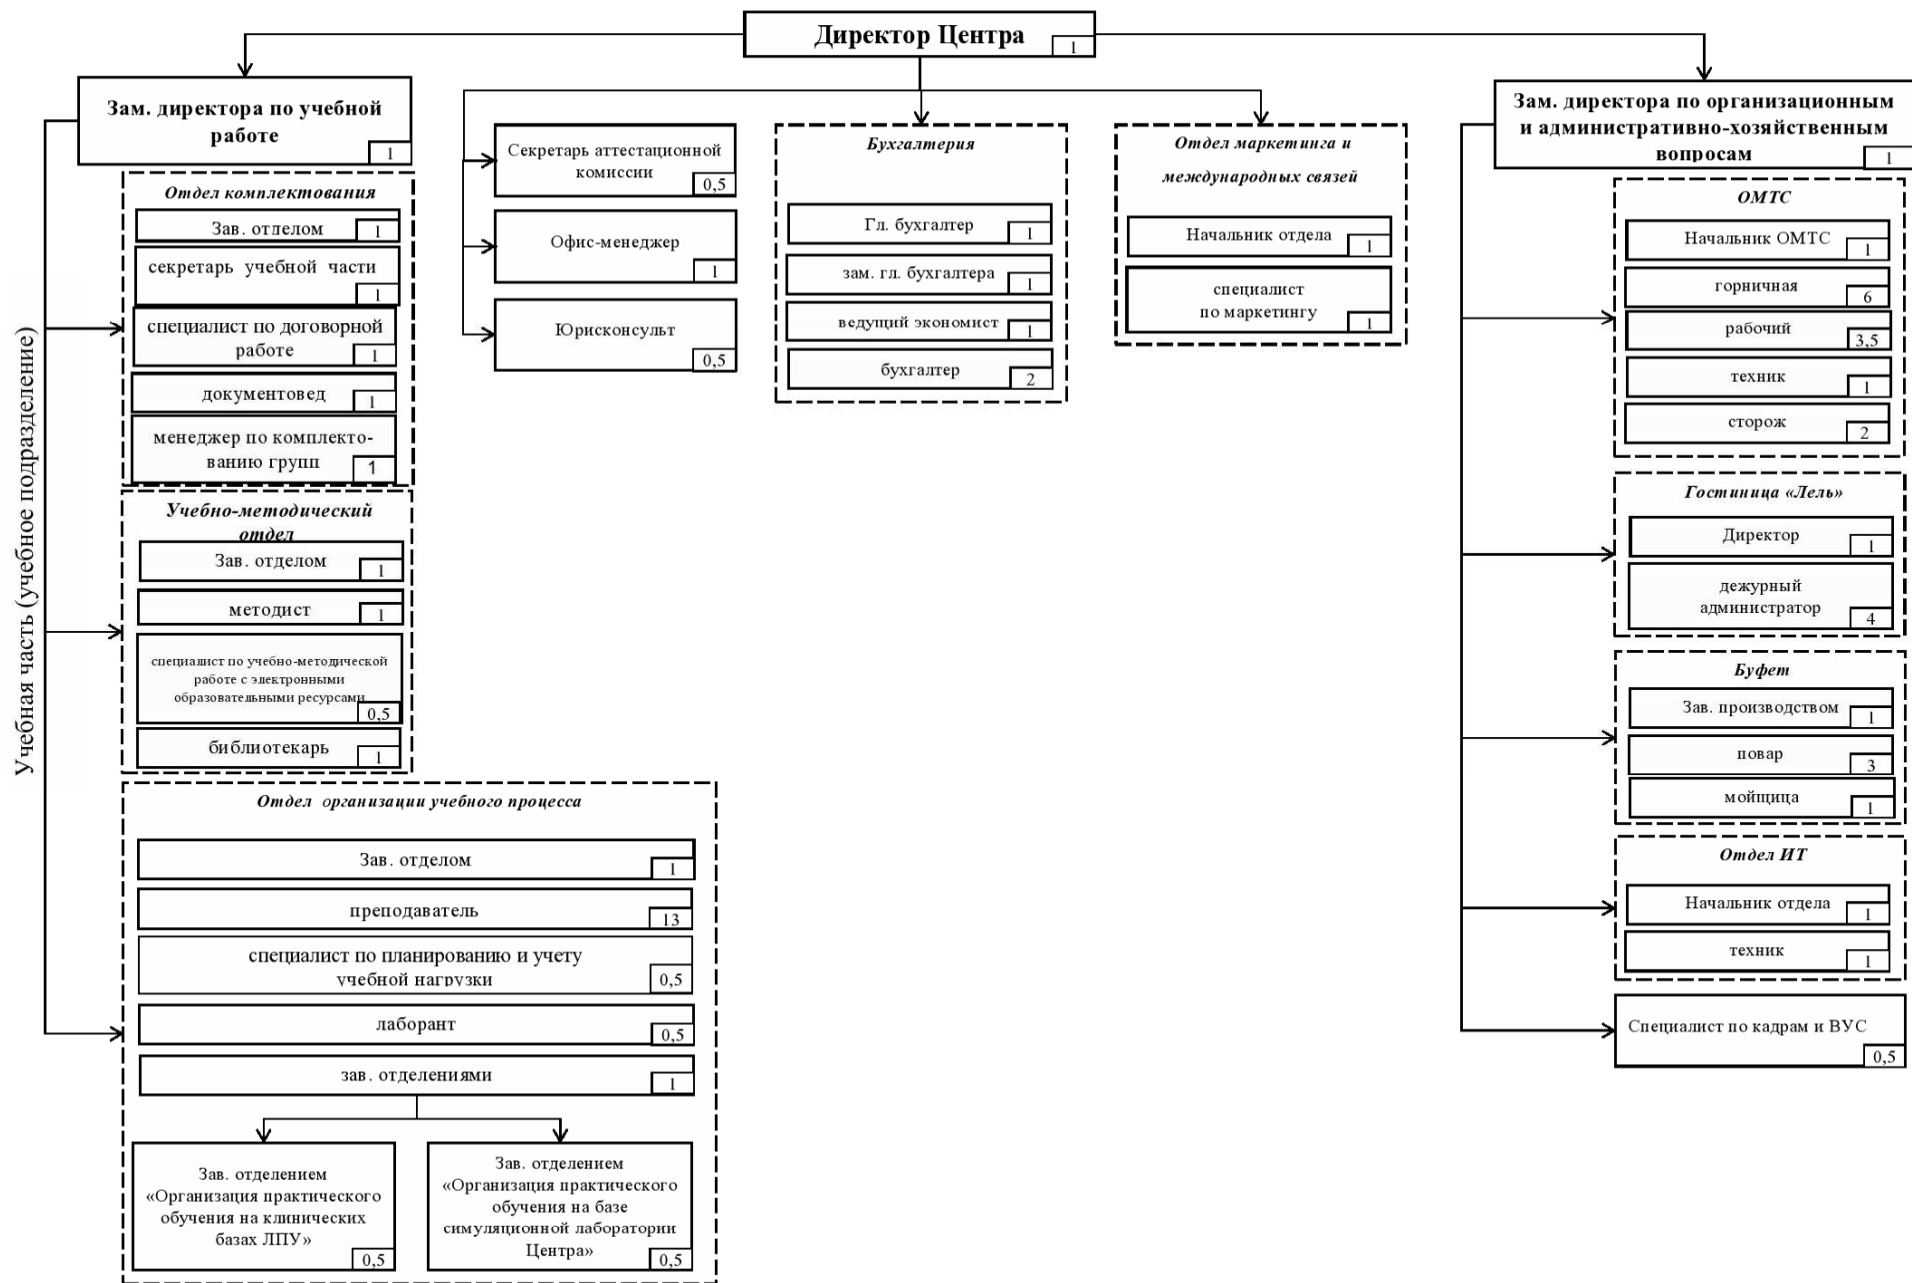 Директор Центра
1
Зам. директора по учебной
работе
1
Учебная часть (учебное подразделение)
Отдел комплектования
Зав. отделом
1
секретарь учебной части
1
специалист по договорной
работе
1
документовед
1
менеджер по комплекто-
ванию групп
1
Учебно-методический
отдел
Зав. отделом
1
методист
1
специалист по учебно-методической
работе с электронными
образовательными ресурсами
0,5
библиотекарь
1
Отдел организации учебного процесса
Зав. отделом
1
преподаватель
13
специалист по планированию и учету
учебной нагрузки
0,5
лаборант
0,5
зав. отделениями
1
Зав. отделением
«Организация практического
обучения на клинических
базах ЛПУ»
0,5
Зав. отделением
«Организация практического
обучения на базе
симуляционной лаборатории
Центра»
0,5
Секретарь аттестационной
комиссии
0,5
Офис-менеджер
1
Юрисконсульт
0,5
Бухгалтерия
Гл. бухгалтер
1
зам. гл. бухгалтера
1
ведущий экономист
1
бухгалтер
2
Отдел маркетинга и
международных связей
Начальник отдела
1
специалист
по маркетингу
1
Зам. директора по организационным
и административно-хозяйственным
вопросам
1
ОМТС
Начальник ОМТС
1
горничная
6
рабочий
3,5
техник
1
сторож
2
Гостиница «Лель»
Директор
1
дежурный
администратор
4
Буфет
Зав. производством
1
повар
3
мойщица
1
Отдел ИТ
Начальник отдела
1
техник
1
Специалист по кадрам и ВУС
0,5